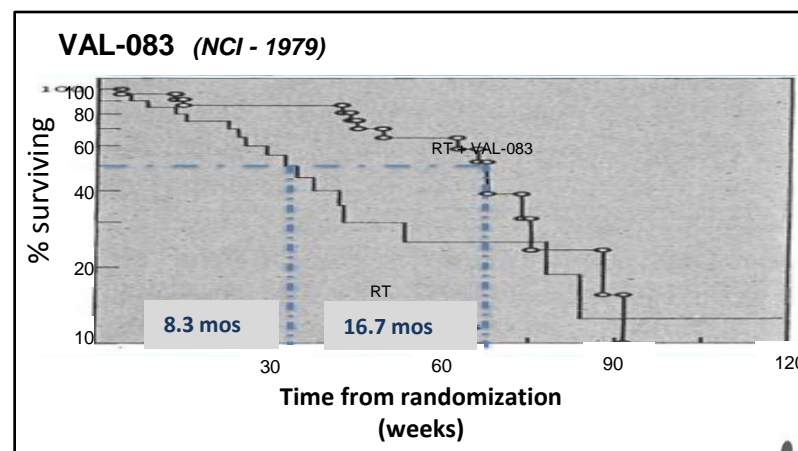 VAL-083 (NCI - 1979)
100
80
60
40
20
10
% surviving
RT + VAL-083
RT
8.3 mos
16.7 mos
30
60
90
120
Time from randomization
(weeks)